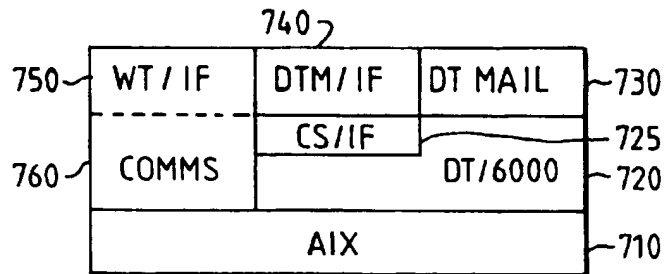 740
750 WT/IF DTM/IF DT MAIL 730
CS/IF 725
760 COMMS DT/6000 720
AIX 710